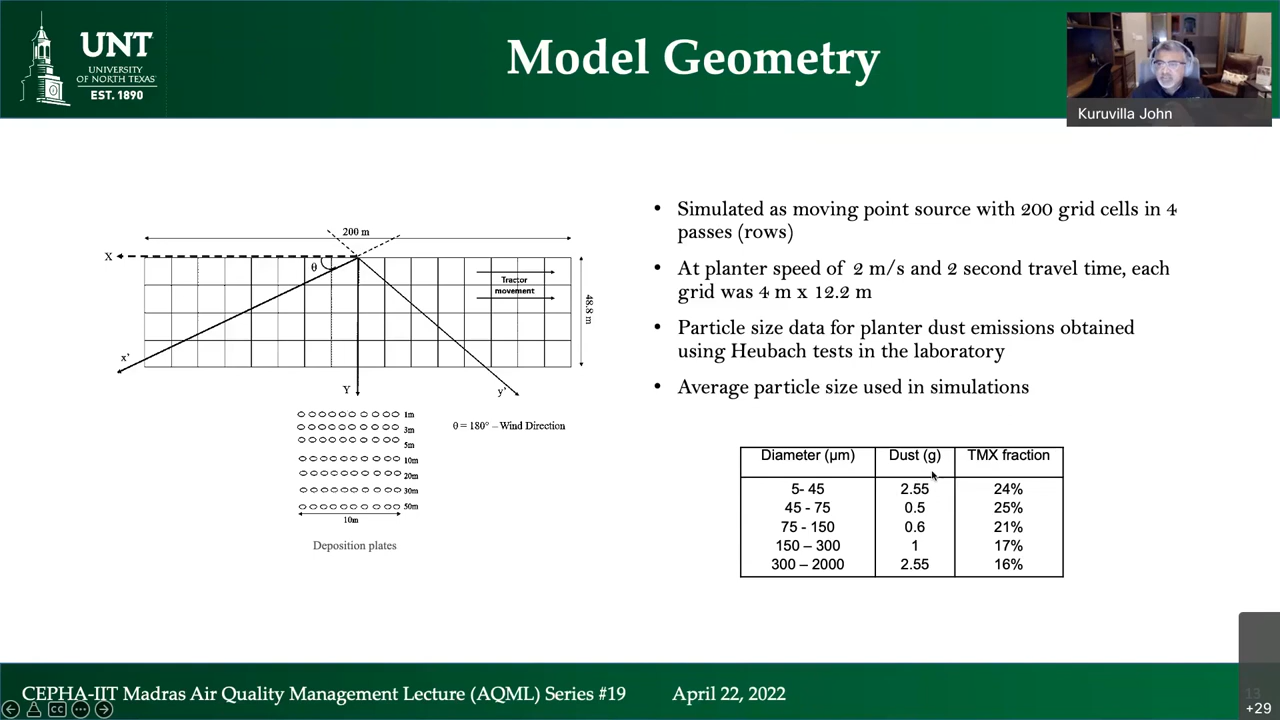 UNT
UNIVERSITY
OF NORTH TEXAS
EST. 1890
Model Geometry
Kuruvilla John
200 m
X
θ
Tractor
movement
48.8 m
x'
Y
y'
1m
3m
5m
10m
20m
30m
50m
10m
θ = 180° – Wind Direction
Deposition plates
• Simulated as moving point source with 200 grid cells in 4
passes (rows)
• At planter speed of 2 m/s and 2 second travel time, each
grid was 4 m x 12.2 m
• Particle size data for planter dust emissions obtained
using Heubach tests in the laboratory
• Average particle size used in simulations
Diameter (µm) Dust (g) TMX fraction
5- 45 2.55 24%
45 - 75 0.5 25%
75 - 150 0.6 21%
150 – 300 1 17%
300 – 2000 2.55 16%
CEPHA-IIT Madras Air Quality Management Lecture (AQML) Series #19 April 22, 2022
13
CC
+29